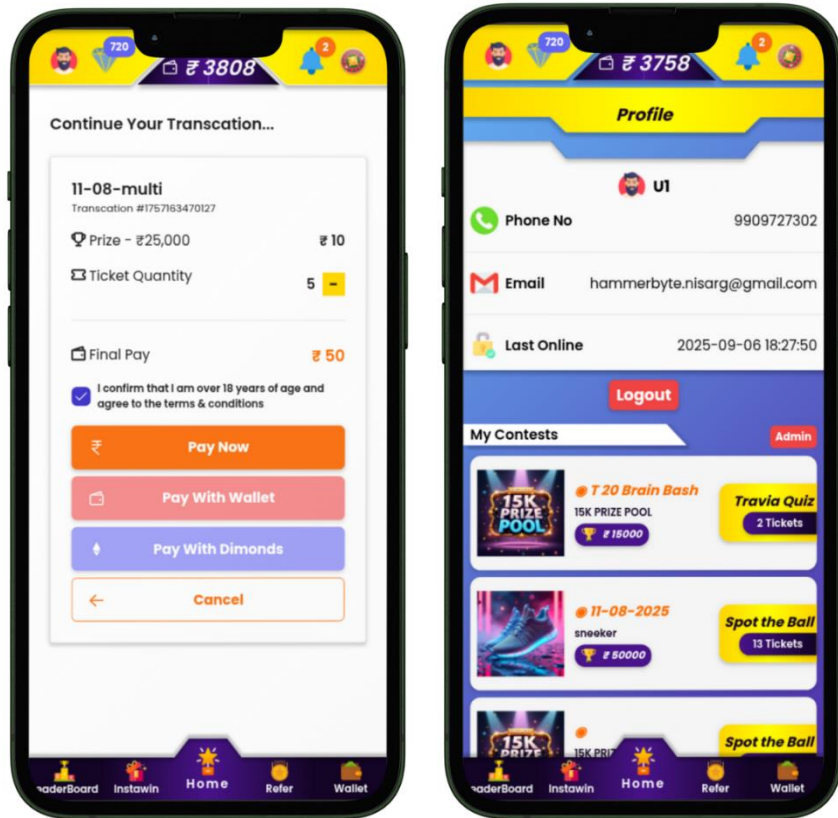 720
₹ 3808
2
Continue Your Transcation...
11-08-multi
Transcation #1757163470127
Prize - ₹25,000 ₹ 10
Ticket Quantity 5 -
Final Pay ₹ 50
I confirm that I am over 18 years of age and
agree to the terms & conditions
₹ Pay Now
Pay With Wallet
Pay With Dimonds
Cancel
eaderBoard Instawin Home Refer Wallet
720
₹ 3758
2
Profile
U1
Phone No 9909727302
Email hammerbyte.nisarg@gmail.com
Last Online 2025-09-06 18:27:50
Logout
My Contests Admin
15K
PRIZE
POOL
T 20 Brain Bash
15K PRIZE POOL
₹ 15000
Travia Quiz
2 Tickets
11-08-2025
sneeker
₹ 50000
Spot the Ball
13 Tickets
15K
PRIZE
15K PRI
Spot the Ball
eaderBoard Instawin Home Refer Wallet